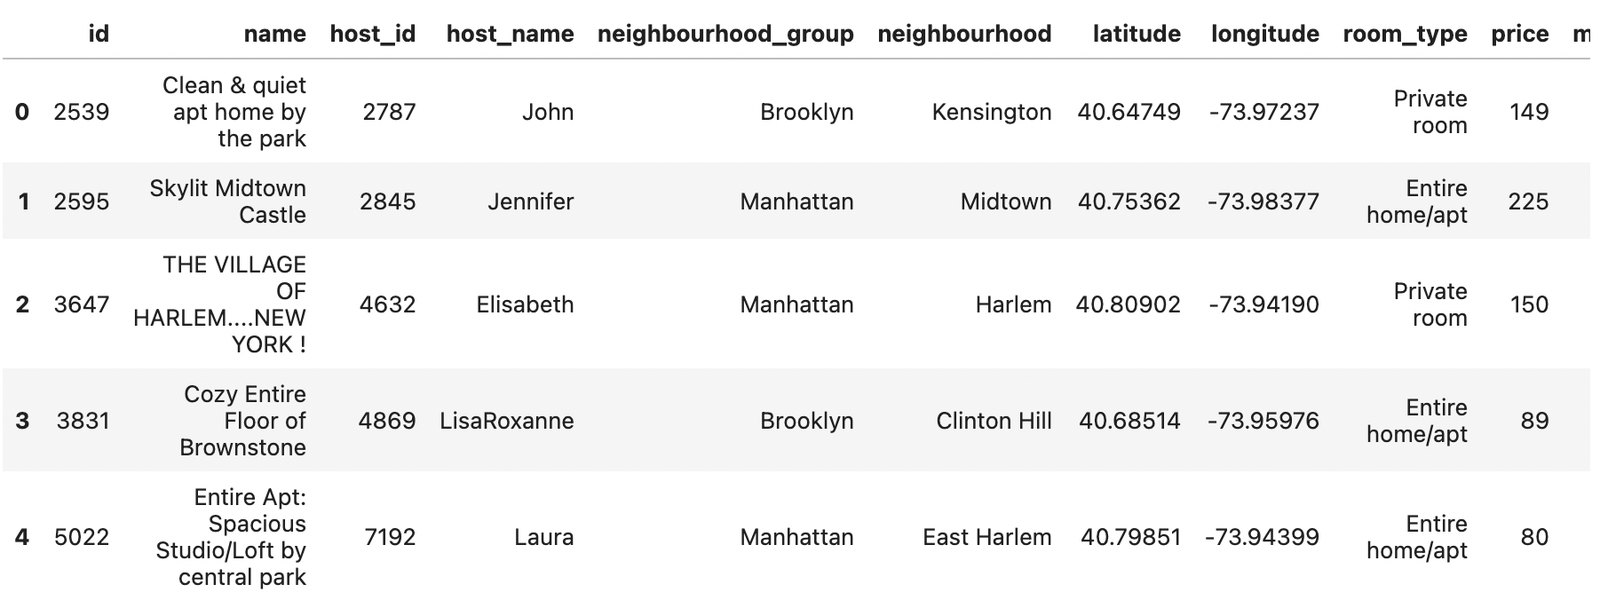 id name host_id host_name neighbourhood_group neighbourhood latitude longitude room_type price m
0 2539 Clean & quiet apt home by the park 2787 John Brooklyn Kensington 40.64749 -73.97237 Private room 149
1 2595 Skylit Midtown Castle 2845 Jennifer Manhattan Midtown 40.75362 -73.98377 Entire home/apt 225
2 3647 THE VILLAGE OF HARLEM....NEW YORK ! 4632 Elisabeth Manhattan Harlem 40.80902 -73.94190 Private room 150
3 3831 Cozy Entire Floor of Brownstone 4869 LisaRoxanne Brooklyn Clinton Hill 40.68514 -73.95976 Entire home/apt 89
4 5022 Entire Apt: Spacious Studio/Loft by central park 7192 Laura Manhattan East Harlem 40.79851 -73.94399 Entire home/apt 80